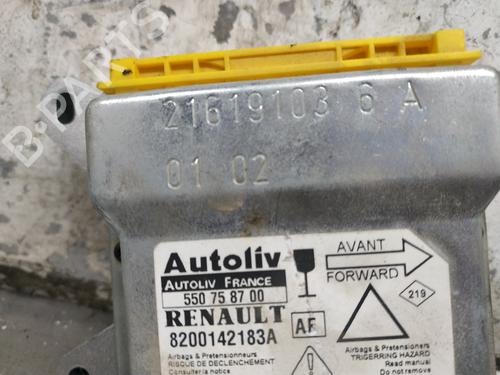 21619103 6 A
01 02
Autoliv
AUTOLIV FRANCE
550 75 87 00
RENAULT
8200142183A
AF
AVANT
FORWARD
219
Airbags & Pretensionneurs
RISQUE DE DECLENCHEMENT
Consulter la notice
Airbags & Pretensioners
TRIGERRING HAZARD
Read manual
Do not remove
B-PARTS